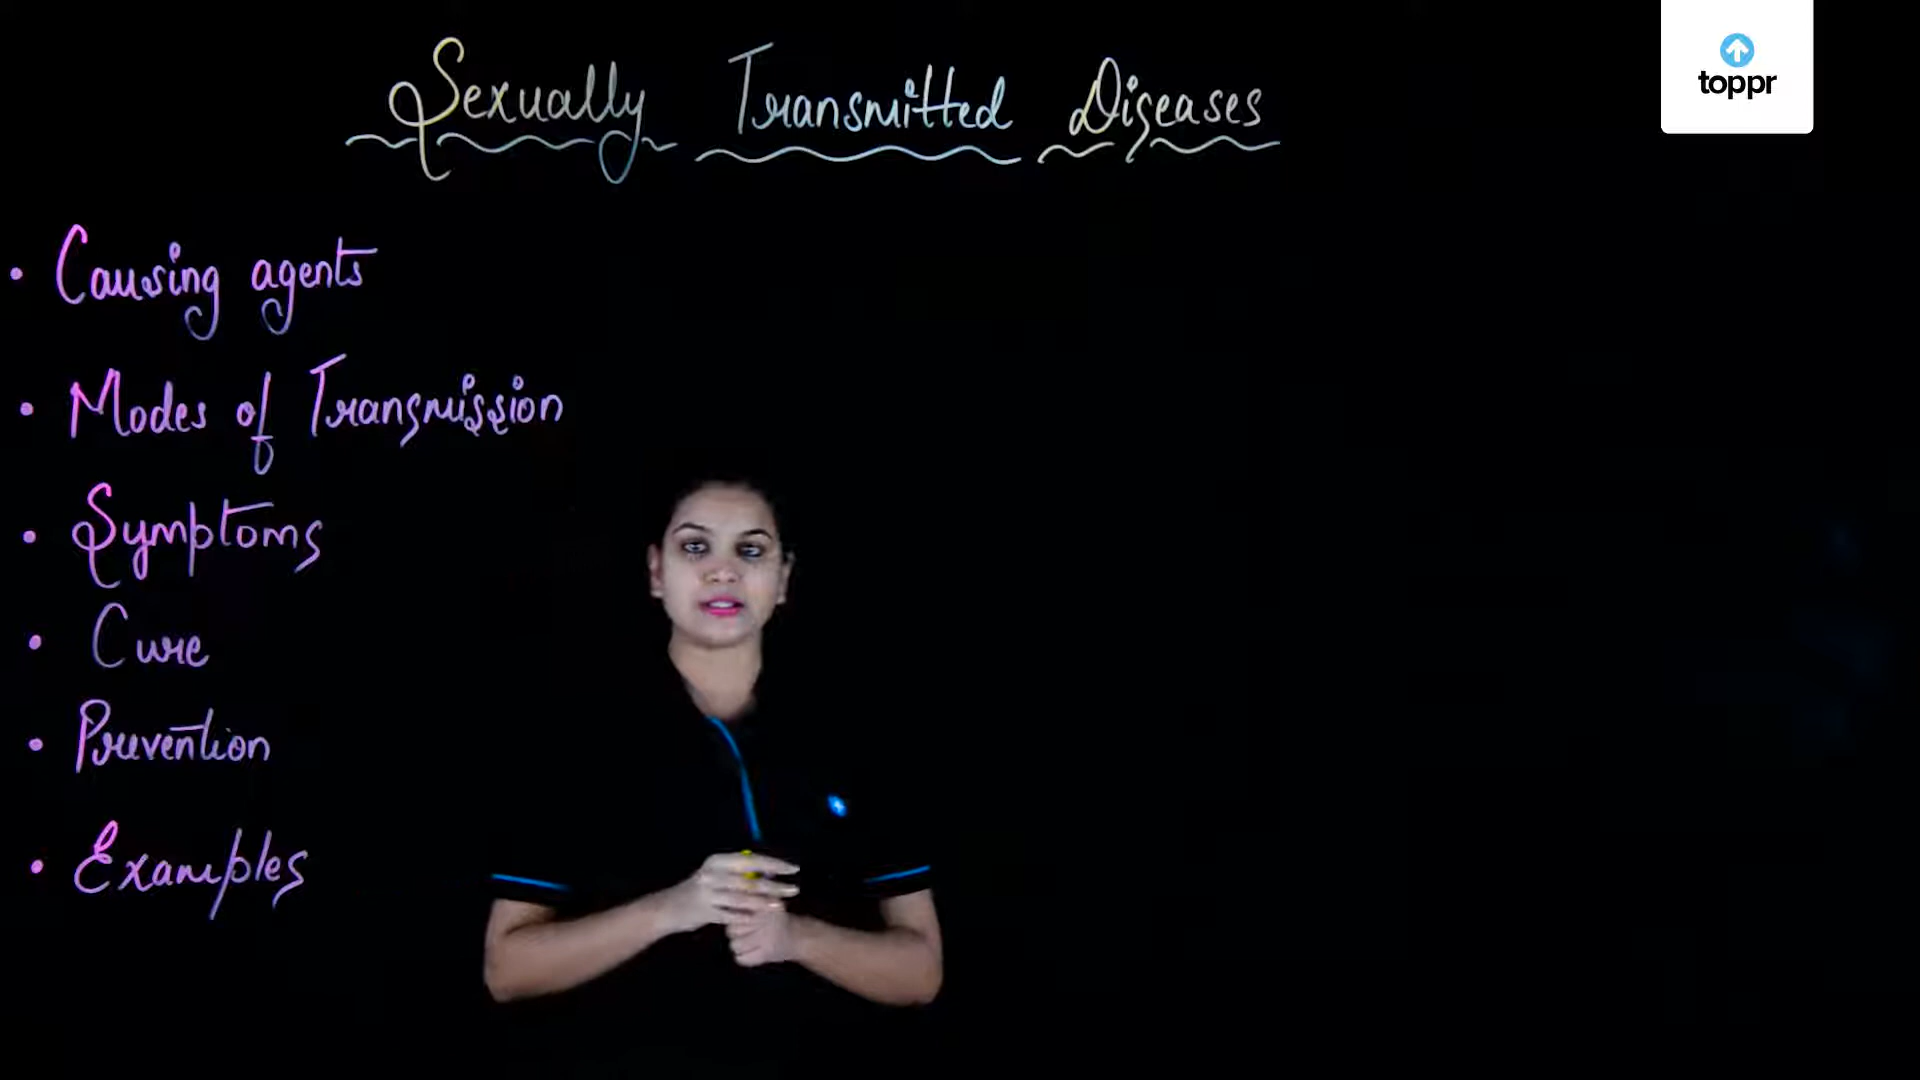 Sexually Transmitted Diseases
toppr
• Causing agents
• Modes of Transmission
• Symptoms
• Cure
• Prevention
• Examples